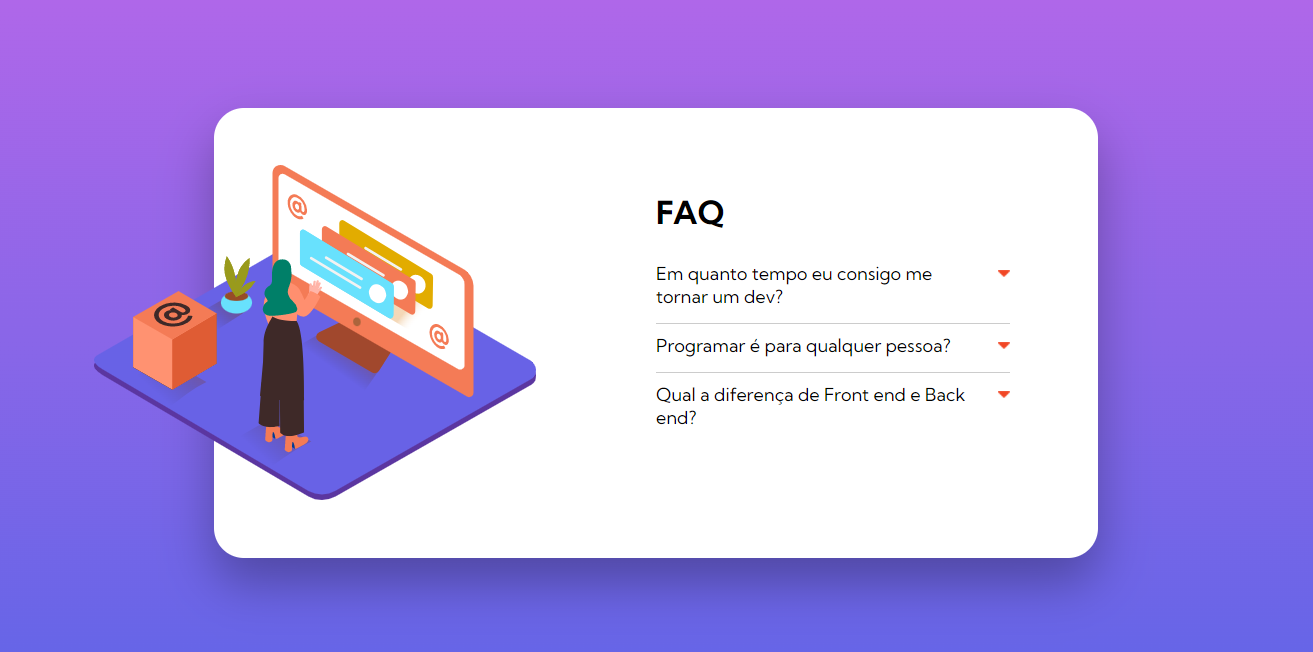 @
@
@
FAQ
Em quanto tempo eu consigo me
tornar um dev?
Programar é para qualquer pessoa?
Qual a diferença de Front end e Back
end?